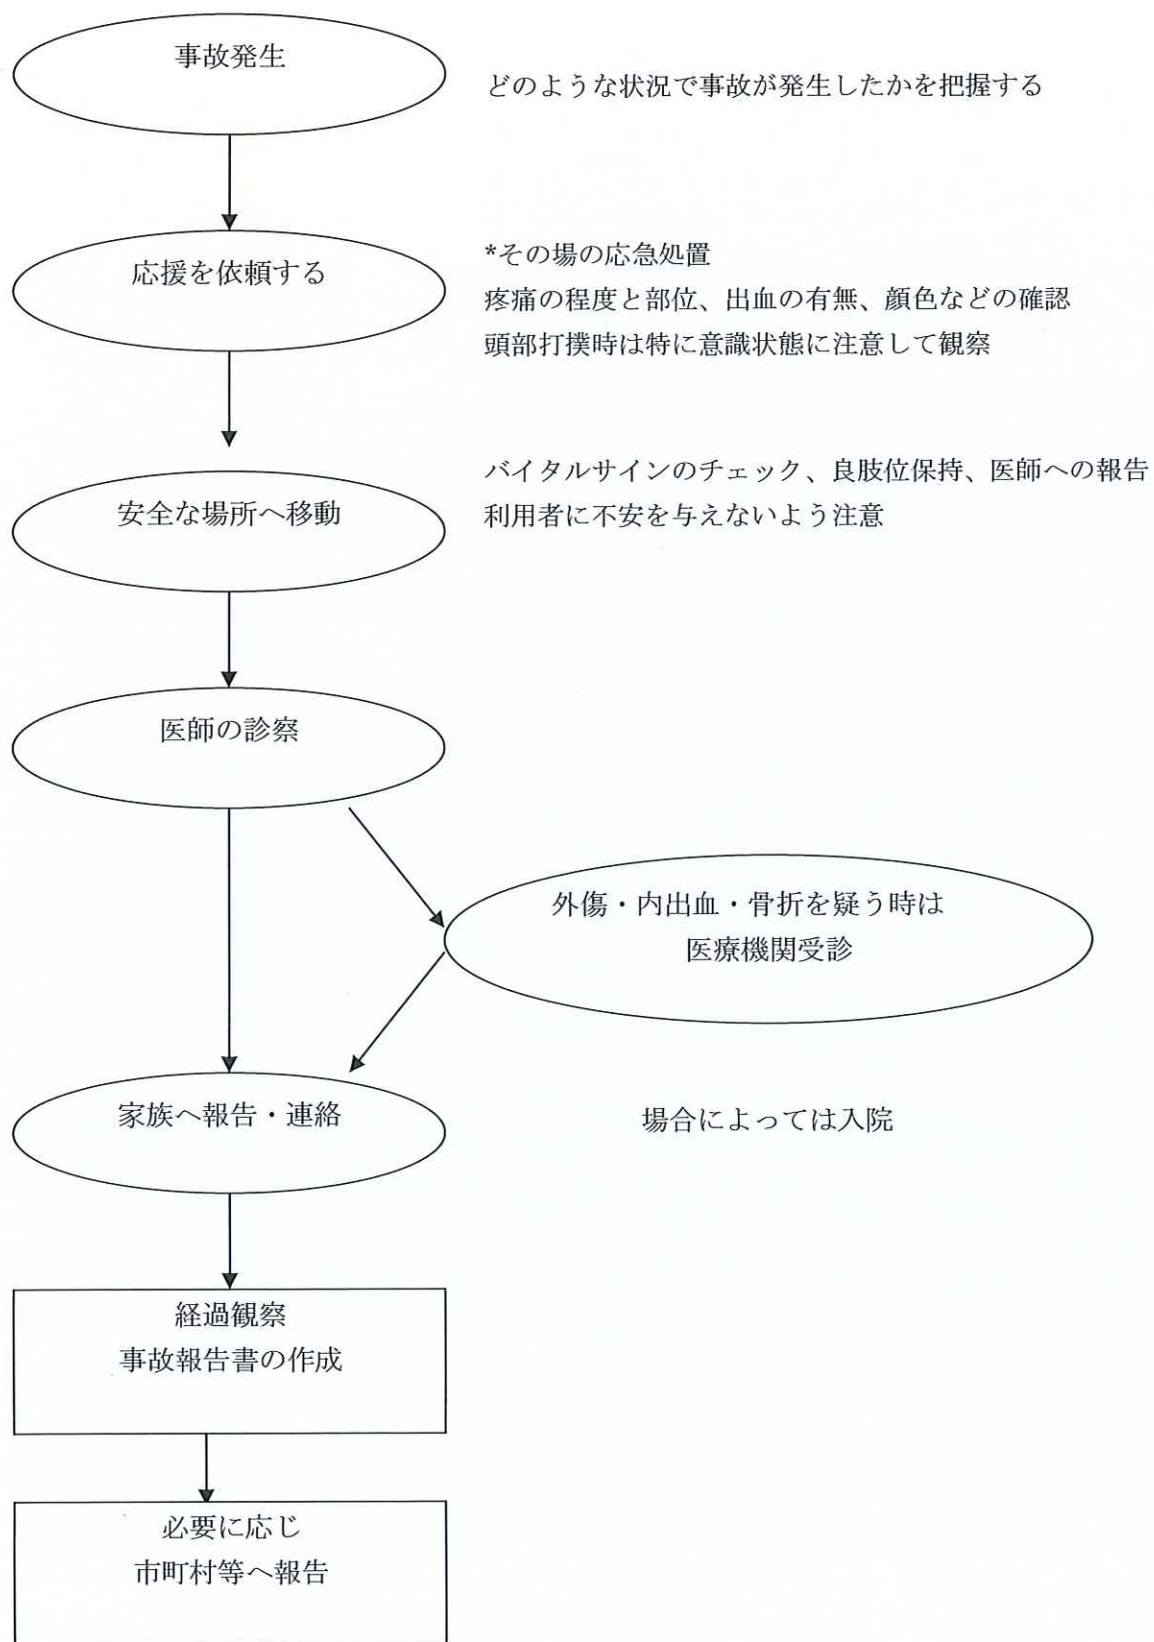 事故発生
どのような状況で事故が発生したかを把握する
応援を依頼する
*その場の応急処置
疼痛の程度と部位、出血の有無、顔色などの確認
頭部打撲時は特に意識状態に注意して観察
安全な場所へ移動
バイタルサインのチェック、良肢位保持、医師への報告
利用者に不安を与えないよう注意
医師の診察
外傷・内出血・骨折を疑う時は
医療機関受診
家族へ報告・連絡
場合によっては入院
経過観察
事故報告書の作成
必要に応じ
市町村等へ報告